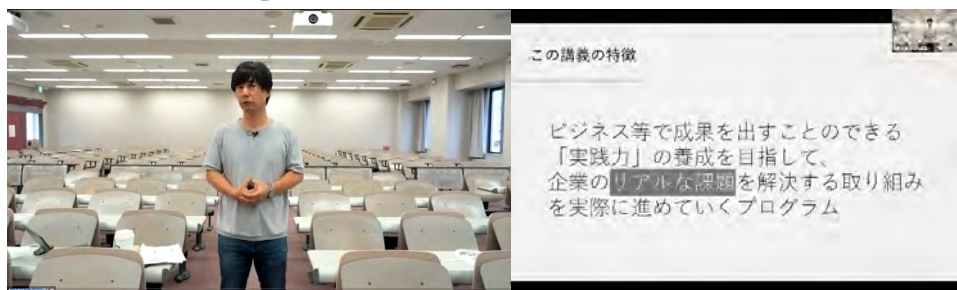 この講義の特徴
ビジネス等で成果を出すことのできる
「実践力」の養成を目指して、
企業のリアルな課題を解決する取り組み
を実際に進めていくプログラム